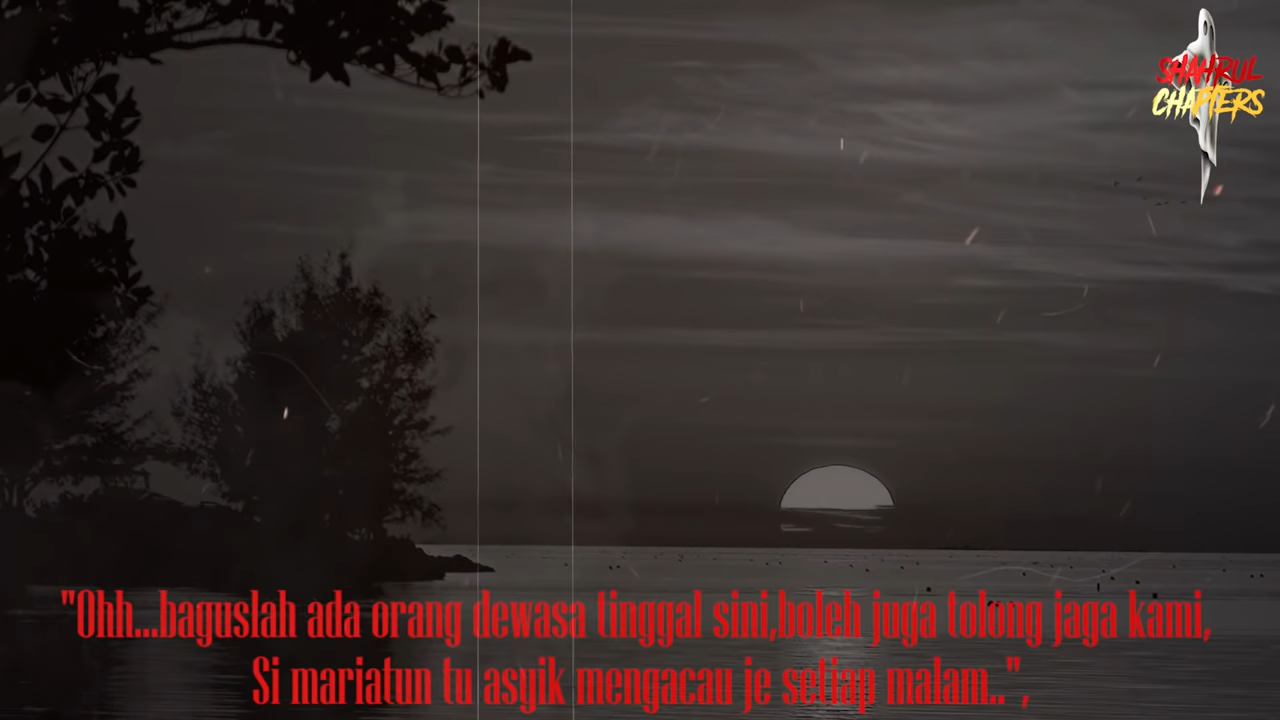 SHAHRUL
CHAPTERS
"Ohh...baguslah ada orang dewasa tinggal sini,boleh juga tolong jaga kami,
Si mariatun tu asyik mengacau je setiap malam..",